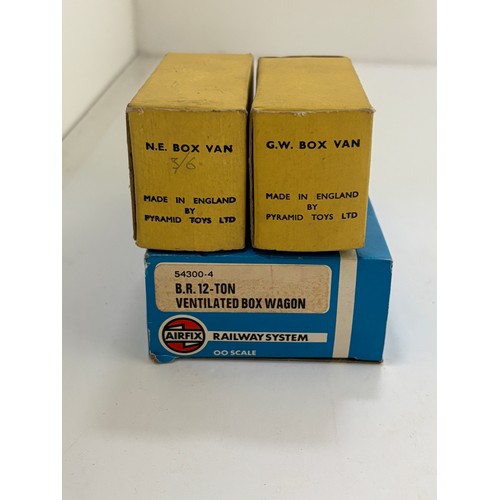 N.E. BOX VAN
3/6-
MADE IN ENGLAND
BY
PYRAMID TOYS LTD
G.W. BOX VAN
MADE IN ENGLAND
BY
PYRAMID TOYS LTD
54300-4
B.R. 12-TON
VENTILATED BOX WAGON
AIRFIX
RAILWAY SYSTEM
OO SCALE